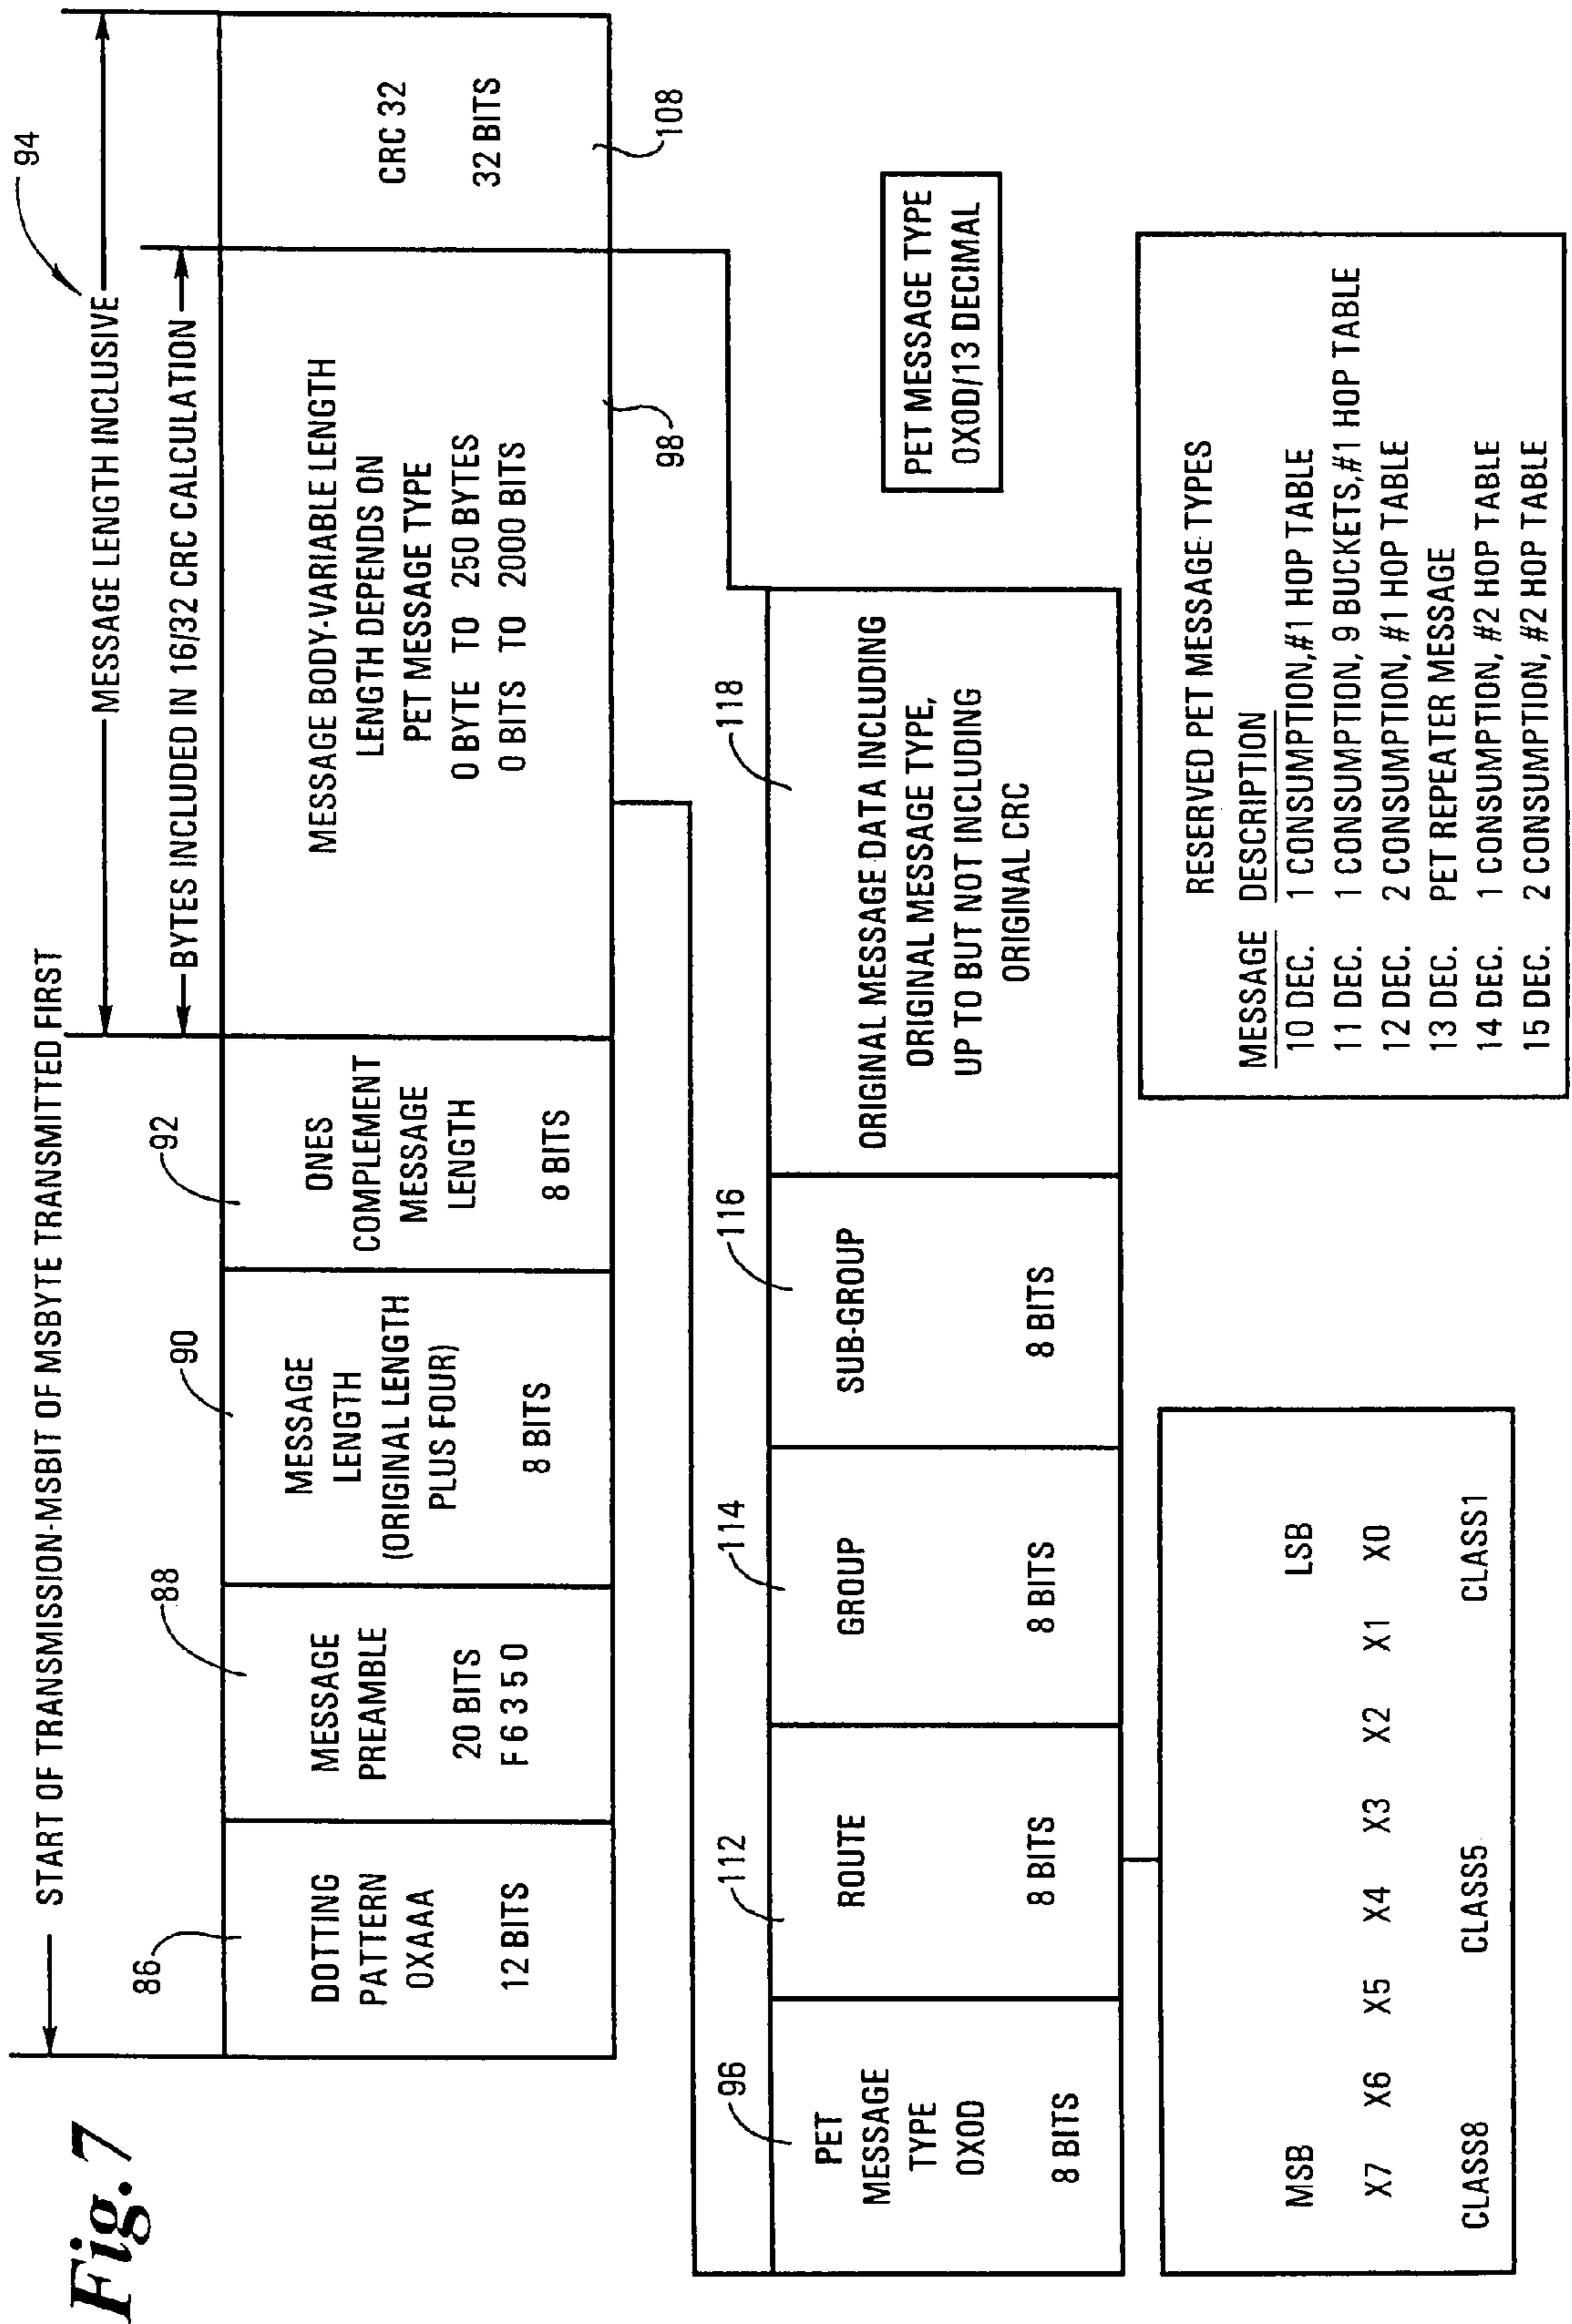 Fig. 7
START OF TRANSMISSION-MSBIT OF MSBYTE TRANSMITTED FIRST
94
MESSAGE LENGTH INCLUSIVE
BYTES INCLUDED IN 16/32 CRC CALCULATION
86
DOTTING
PATTERN
0XAAA
12 BITS
88
MESSAGE
PREAMBLE
20 BITS
F 6 3 5 0
90
MESSAGE
LENGTH
(ORIGINAL LENGTH
PLUS FOUR)
8 BITS
92
ONES
COMPLEMENT
MESSAGE
LENGTH
8 BITS
MESSAGE BODY-VARIABLE LENGTH
LENGTH DEPENDS ON
PET MESSAGE TYPE
0 BYTE TO 250 BYTES
0 BITS TO 2000 BITS
98
CRC 32
32 BITS
108
96
PET
MESSAGE
TYPE
0X0D
8 BITS
112
ROUTE
8 BITS
114
GROUP
8 BITS
116
SUB-GROUP
8 BITS
118
ORIGINAL MESSAGE DATA INCLUDING
ORIGINAL MESSAGE TYPE,
UP TO BUT NOT INCLUDING
ORIGINAL CRC
PET MESSAGE TYPE
0X0D/13 DECIMAL
MSB LSB
X7 X6 X5 X4 X3 X2 X1 X0
CLASS8 CLASS5 CLASS1
RESERVED PET MESSAGE TYPES
MESSAGE DESCRIPTION
10 DEC. 1 CONSUMPTION,#1 HOP TABLE
11 DEC. 1 CONSUMPTION, 9 BUCKETS,#1 HOP TABLE
12 DEC. 2 CONSUMPTION, #1 HOP TABLE
13 DEC. PET REPEATER MESSAGE
14 DEC. 1 CONSUMPTION, #2 HOP TABLE
15 DEC. 2 CONSUMPTION, #2 HOP TABLE